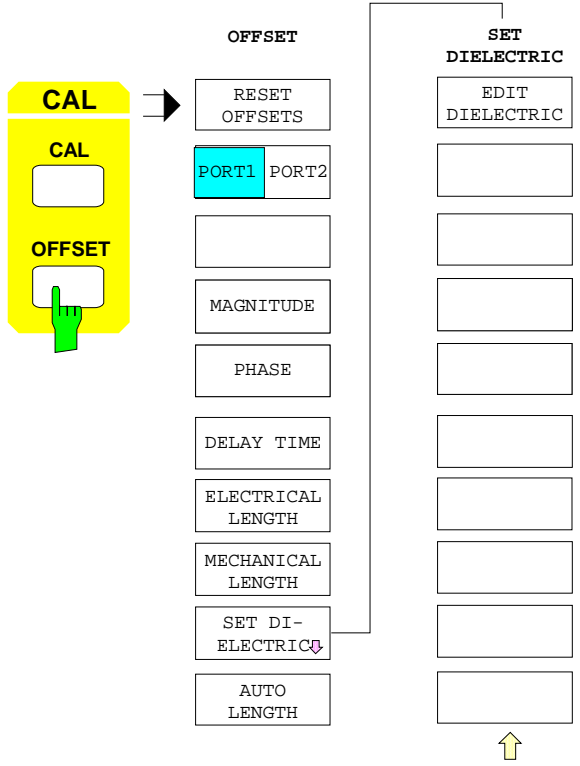 CAL
CAL
OFFSET
OFFSET
RESET
OFFSETS
PORT1 PORT2
MAGNITUDE
PHASE
DELAY TIME
ELECTRICAL
LENGTH
MECHANICAL
LENGTH
SET DI-
ELECTRIC
AUTO
LENGTH
SET
DIELECTRIC
EDIT
DIELECTRIC